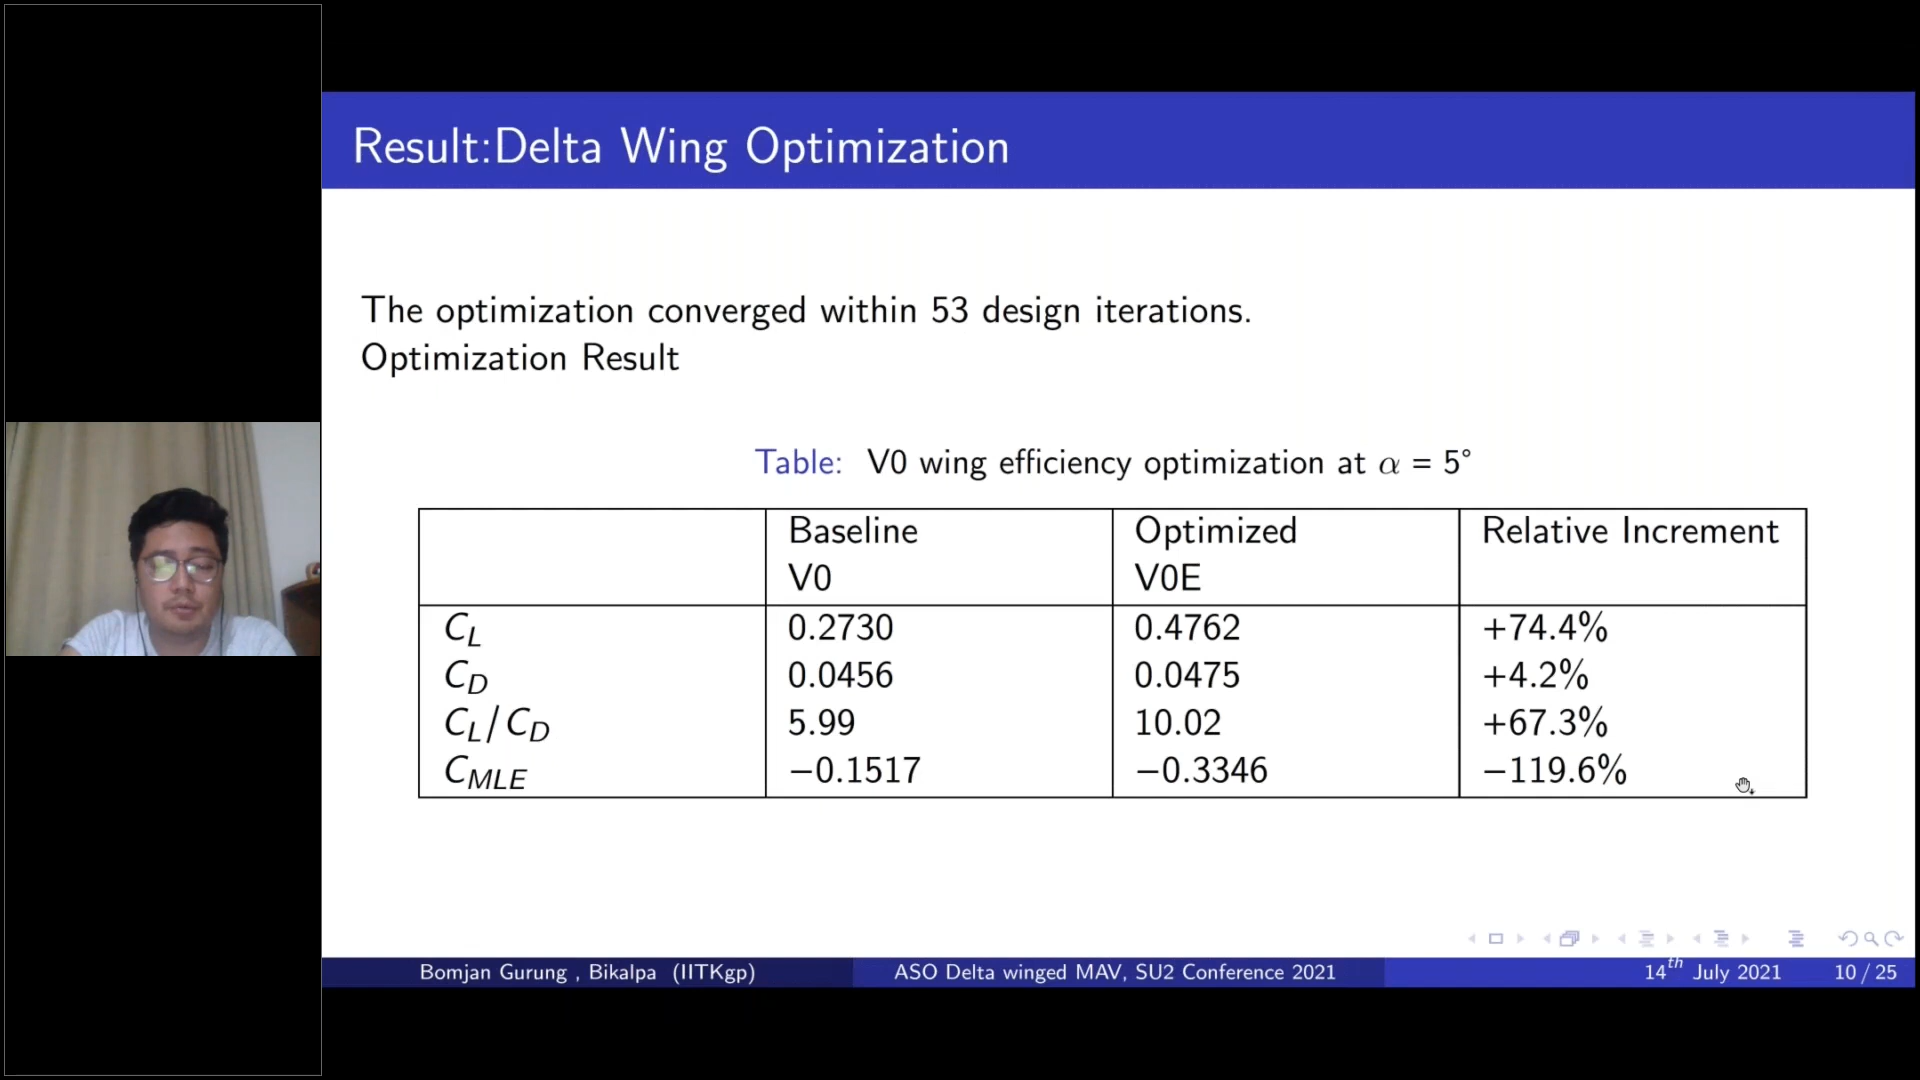 Result:Delta Wing Optimization
The optimization converged within 53 design iterations.
Optimization Result
Table: V0 wing efficiency optimization at α = 5°
Baseline V0 Optimized V0E Relative Increment
C_L 0.2730 0.4762 +74.4%
C_D 0.0456 0.0475 +4.2%
C_L/C_D 5.99 10.02 +67.3%
C_MLE −0.1517 −0.3346 −119.6%
Bomjan Gurung , Bikalpa (IITKgp) ASO Delta winged MAV, SU2 Conference 2021 14th July 2021 10 / 25